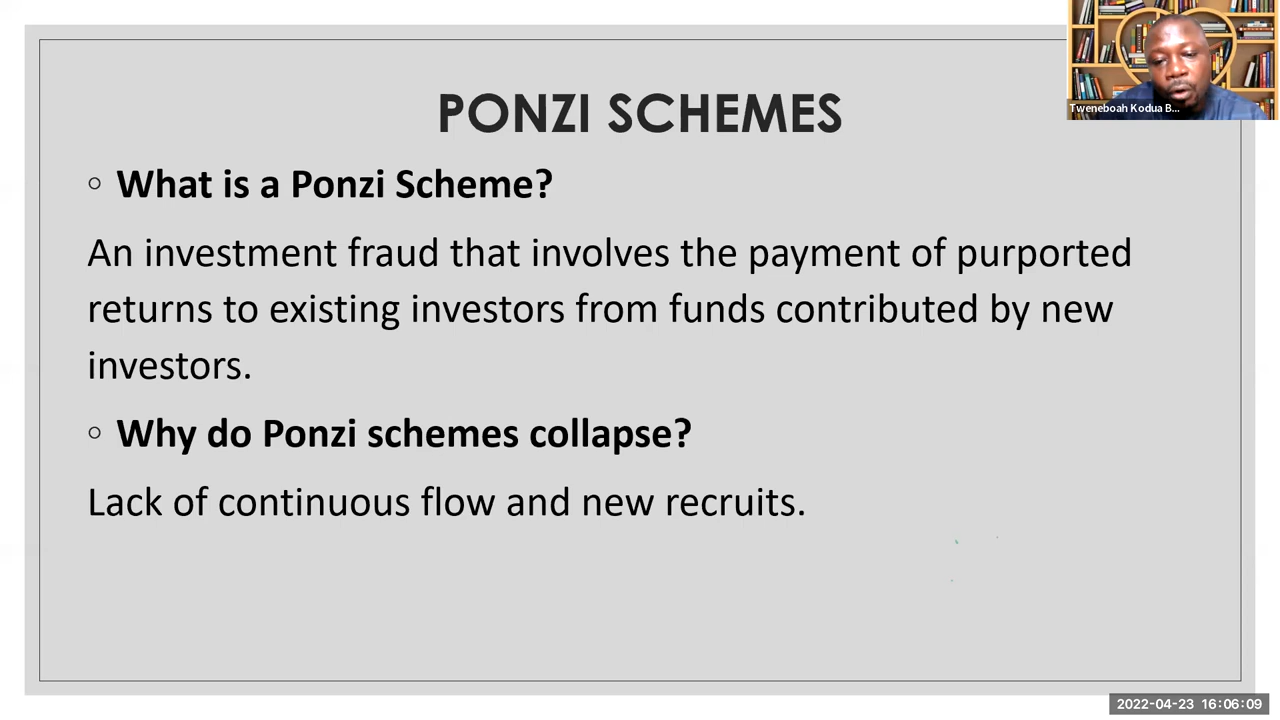 PONZI SCHEMES
Tweneboah Kodua B...
◦ What is a Ponzi Scheme?
An investment fraud that involves the payment of purported
returns to existing investors from funds contributed by new
investors.
◦ Why do Ponzi schemes collapse?
Lack of continuous flow and new recruits.
2022-04-23 16:06:09